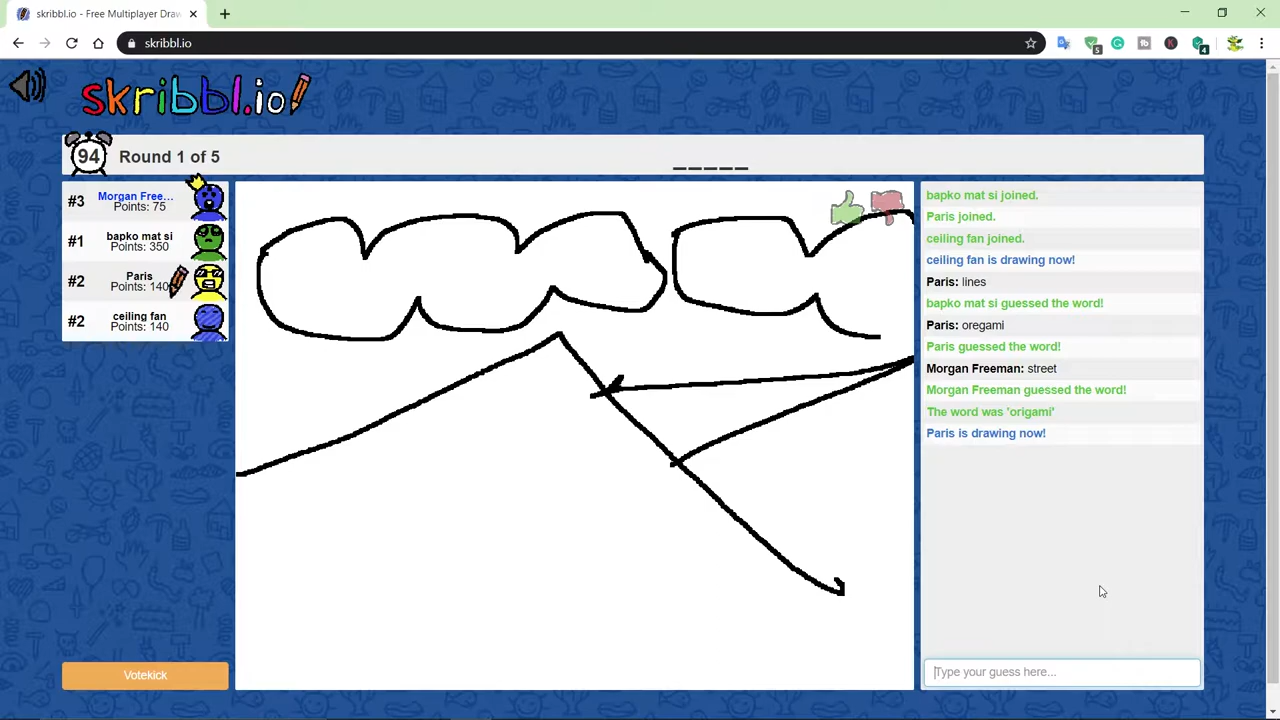 skribbl.io - Free Multiplayer Draw
skribbl.io
5
4
skribbl.io
94
Round 1 of 5
_____
#3
Morgan Free...
Points: 75
#1
bapko mat si
Points: 350
#2
Paris
Points: 140
#2
ceiling fan
Points: 140
Votekick
bapko mat si joined.
Paris joined.
ceiling fan joined.
ceiling fan is drawing now!
Paris: lines
bapko mat si guessed the word!
Paris: oregami
Paris guessed the word!
Morgan Freeman: street
Morgan Freeman guessed the word!
The word was 'origami'
Paris is drawing now!
Type your guess here...